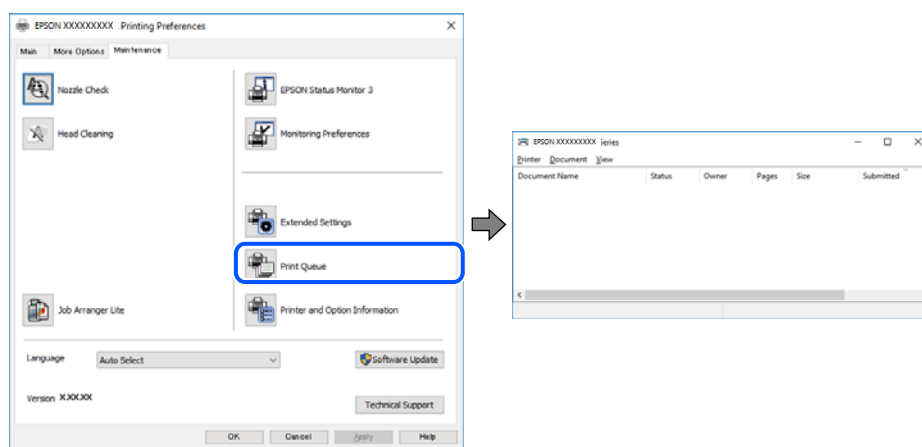 EPSON XXXXXXXXX Printing Preferences
Main More Options Maintenance
Nozzle Check
EPSON Status Monitor 3
Head Cleaning
Monitoring Preferences
Extended Settings
Print Queue
Job Arranger Lite
Printer and Option Information
Language Auto Select
Software Update
Version X.XX.XX
Technical Support
OK Cancel Apply Help
EPSON XXXXXXXXX eries
Printer Document View
Document Name Status Owner Pages Size Submitted